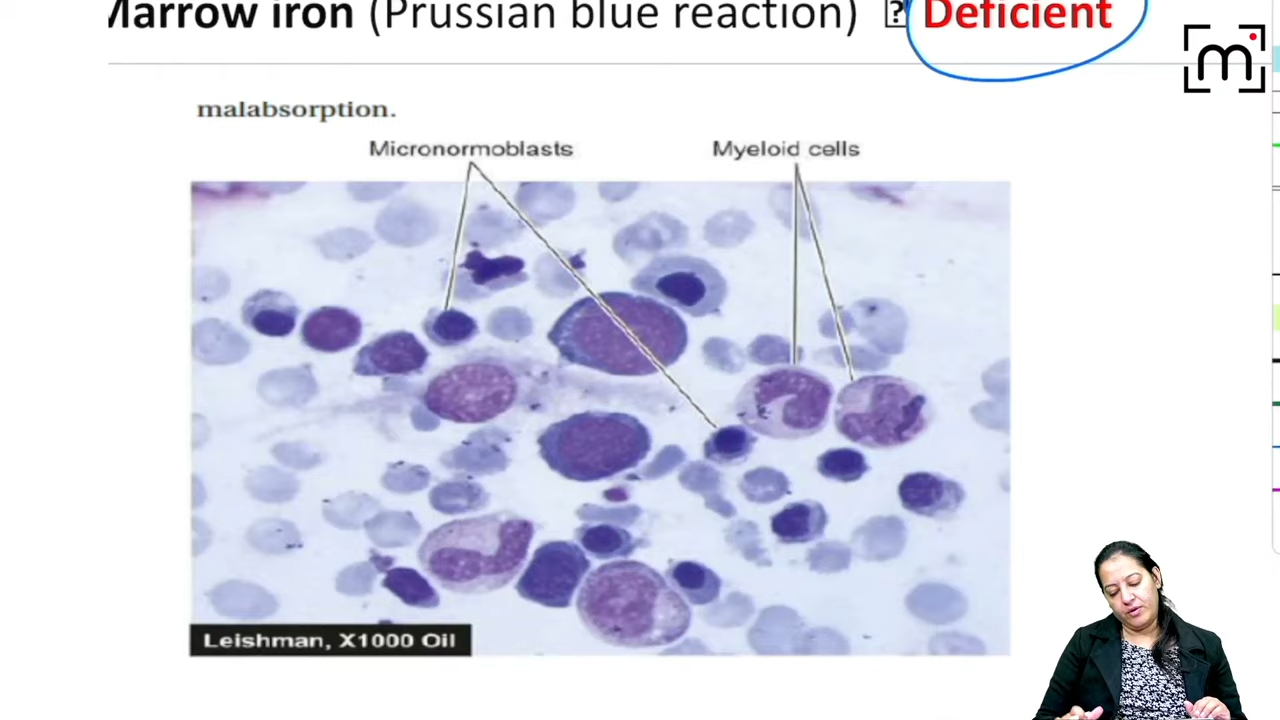 Marrow iron (Prussian blue reaction) Deficient
malabsorption.
Micronormoblasts
Myeloid cells
Leishman, X1000 Oil
m